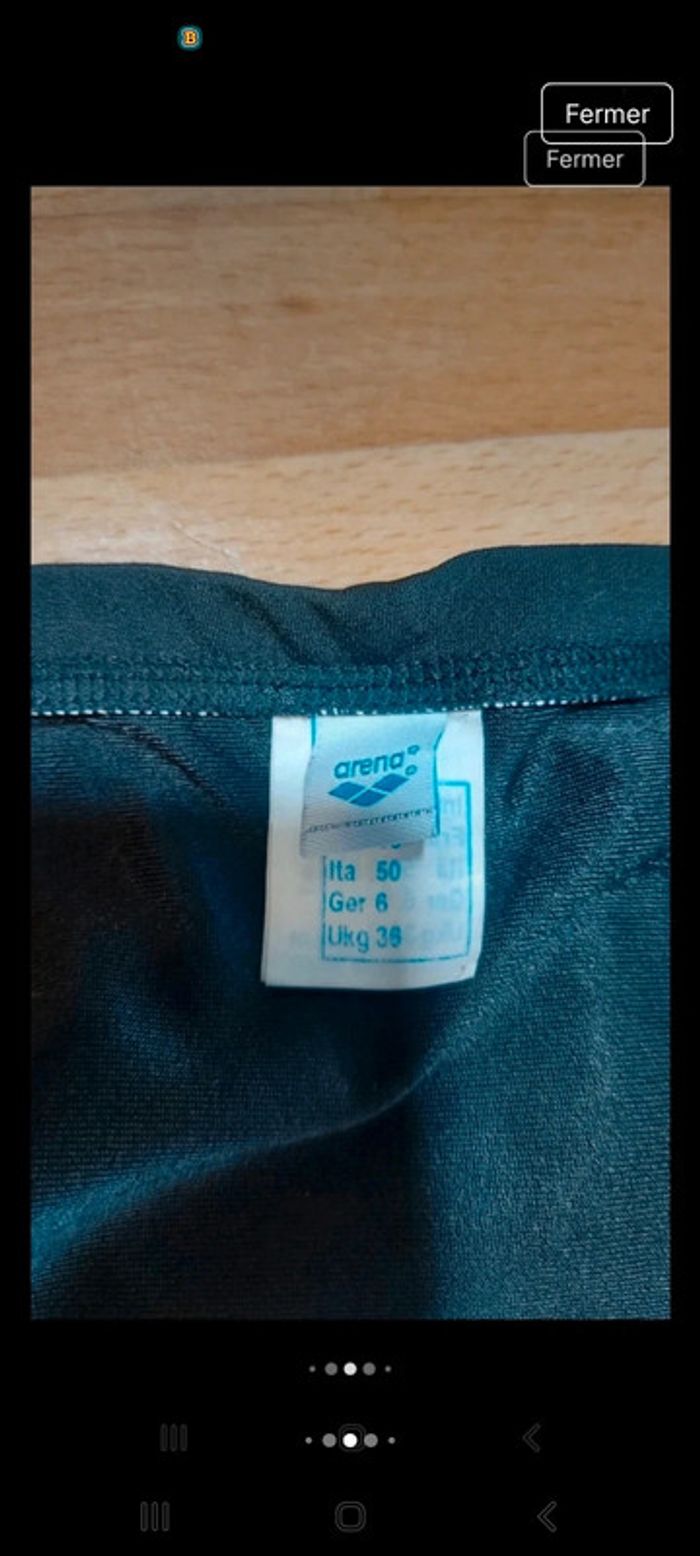 B
Fermer
Fermer
arena
Ita 50
Ger 6
Ukg 36